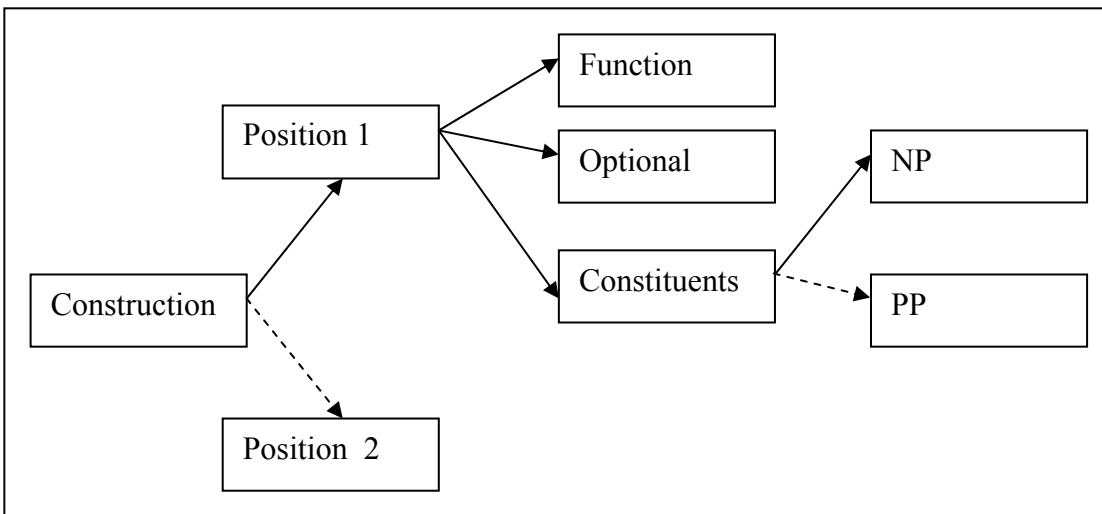 Function
Position 1
Optional
NP
Constituents
Construction
PP
Position 2